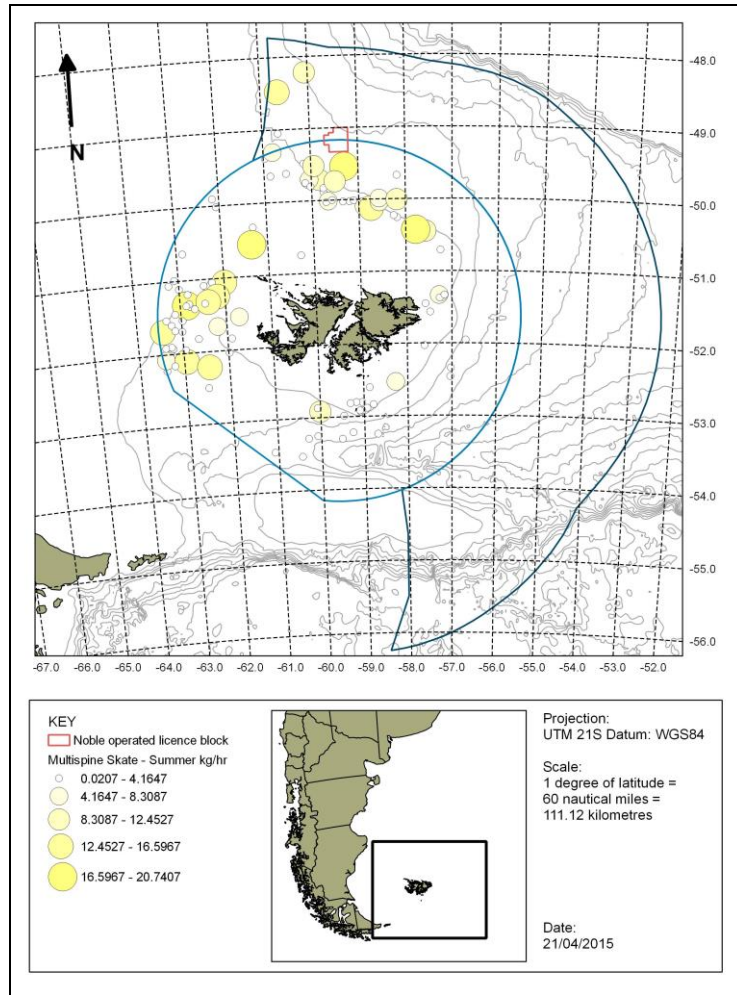 N
-48.0
-49.0
-50.0
-51.0
-52.0
-53.0
-54.0
-55.0
-56.0
-67.0 -66.0 -65.0 -64.0 -63.0 -62.0 -61.0 -60.0 -59.0 -58.0 -57.0 -56.0 -55.0 -54.0 -53.0 -52.0
KEY
Noble operated licence block
Multispine Skate - Summer kg/hr
0.0207 - 4.1647
4.1647 - 8.3087
8.3087 - 12.4527
12.4527 - 16.5967
16.5967 - 20.7407
Projection:
UTM 21S Datum: WGS84
Scale:
1 degree of latitude =
60 nautical miles =
111.12 kilometres
Date:
21/04/2015